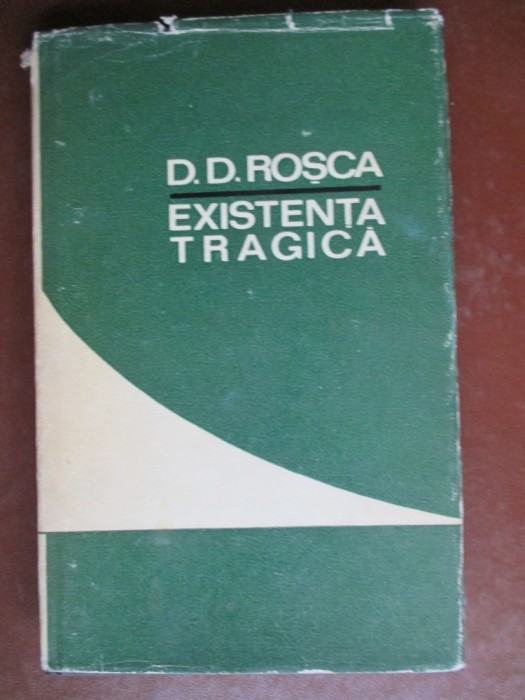 D. D. ROȘCA
EXISTENȚA
TRAGICĂ